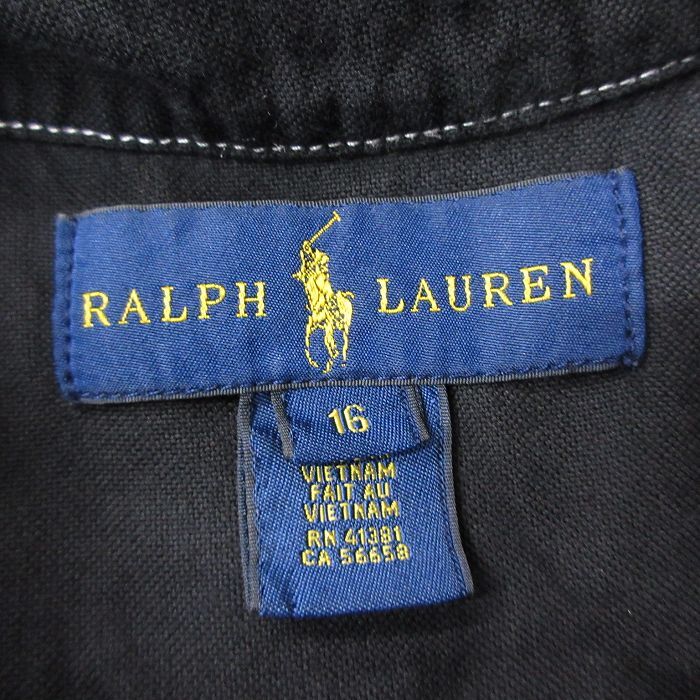 RALPH LAUREN
16
VIETNAM
FAIT AU
VIETNAM
RN 41381
CA 56658